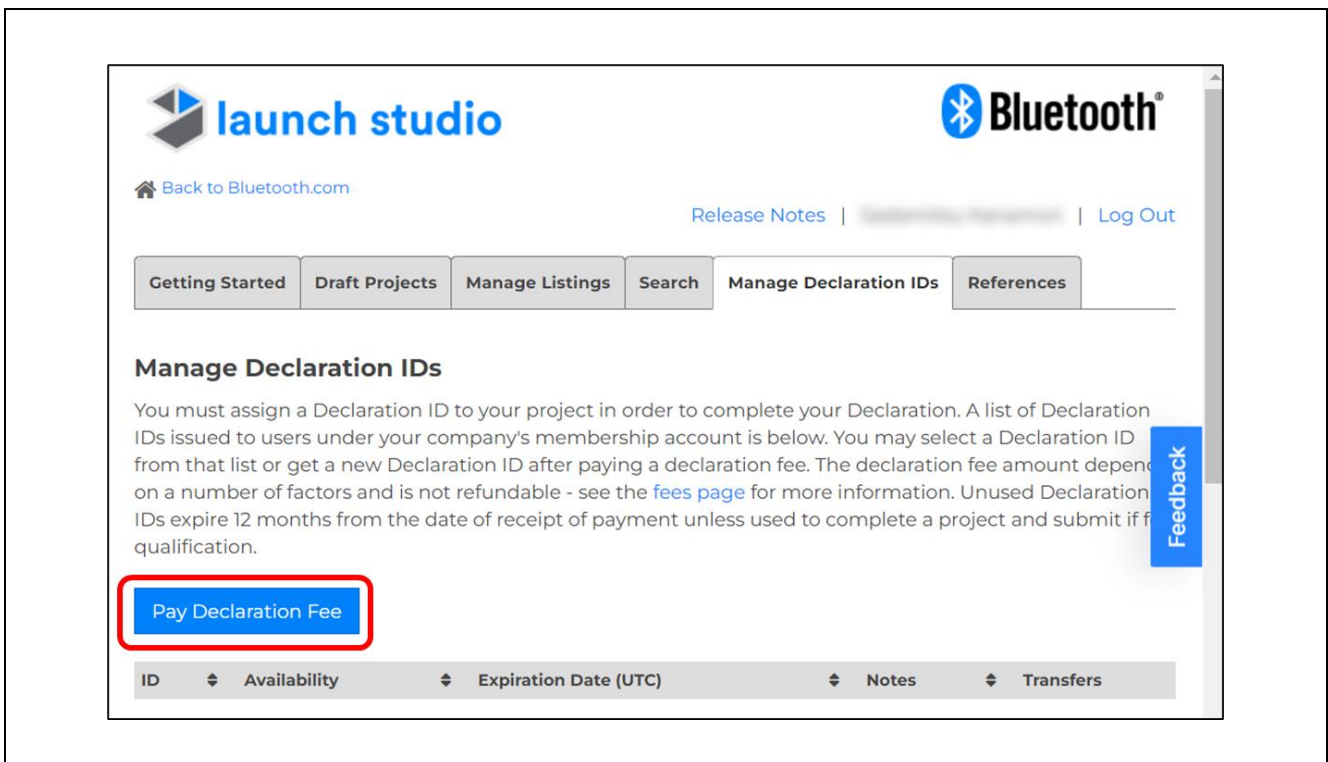 launch studio
Bluetooth®
Back to Bluetooth.com
Release Notes | | Log Out
Getting Started Draft Projects Manage Listings Search Manage Declaration IDs References
Manage Declaration IDs
You must assign a Declaration ID to your project in order to complete your Declaration. A list of Declaration
IDs issued to users under your company's membership account is below. You may select a Declaration ID
from that list or get a new Declaration ID after paying a declaration fee. The declaration fee amount depend
on a number of factors and is not refundable - see the fees page for more information. Unused Declaration
IDs expire 12 months from the date of receipt of payment unless used to complete a project and submit if f
qualification.
Feedback
Pay Declaration Fee
ID Availability Expiration Date (UTC) Notes Transfers